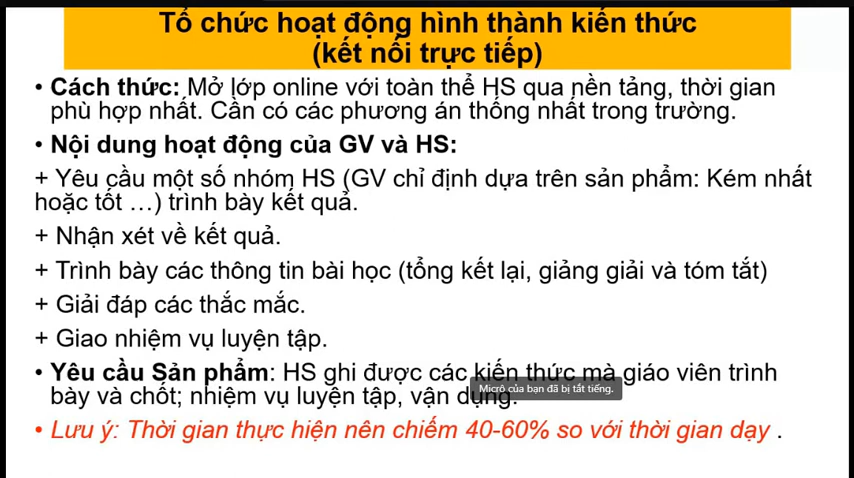 Tổ chức hoạt động hình thành kiến thức
(kết nối trực tiếp)
• Cách thức: Mở lớp online với toàn thể HS qua nền tảng, thời gian
phù hợp nhất. Cần có các phương án thống nhất trong trường.
• Nội dung hoạt động của GV và HS:
+ Yêu cầu một số nhóm HS (GV chỉ định dựa trên sản phẩm: Kém nhất
hoặc tốt …) trình bày kết quả.
+ Nhận xét về kết quả.
+ Trình bày các thông tin bài học (tổng kết lại, giảng giải và tóm tắt)
+ Giải đáp các thắc mắc.
+ Giao nhiệm vụ luyện tập.
• Yêu cầu Sản phẩm: HS ghi được các kiến thức mà giáo viên trình
Micrô của bạn đã bị tắt tiếng.
bày và chốt; nhiệm vụ luyện tập, vận dụng.
• Lưu ý: Thời gian thực hiện nên chiếm 40-60% so với thời gian dạy .